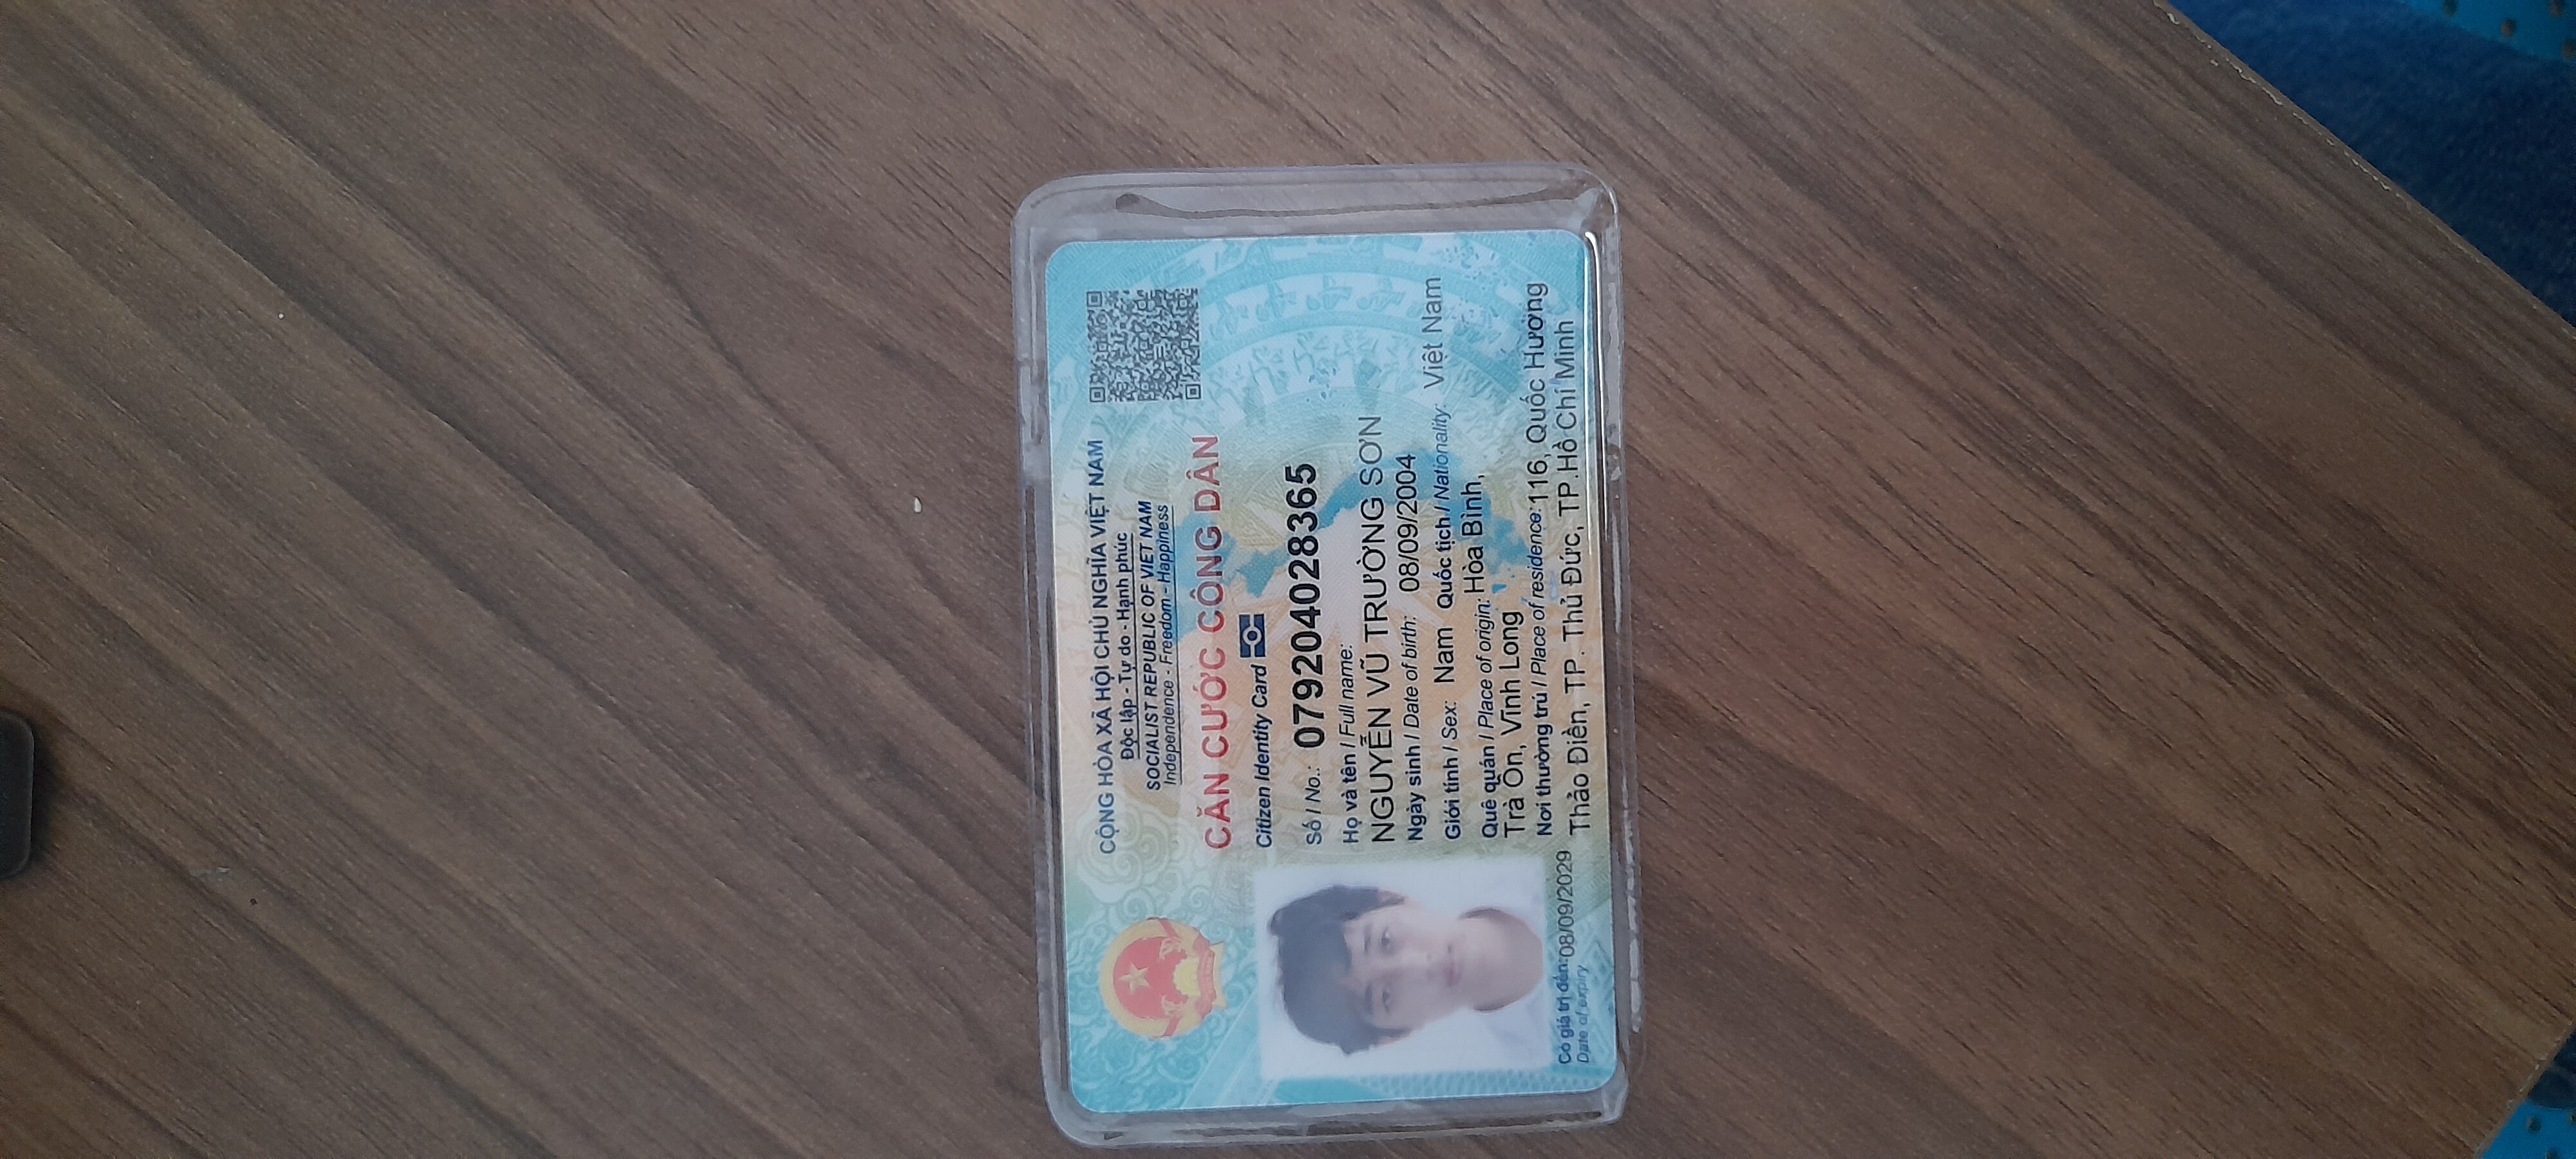 CỘNG HÒA XÃ HỘI CHỦ NGHĨA VIỆT NAM
Độc lập - Tự do - Hạnh phúc
SOCIALIST REPUBLIC OF VIET NAM
Independence - Freedom - Happiness
CĂN CƯỚC CÔNG DÂN
Citizen Identity Card
Số / No.: 079204028365
Họ và tên / Full name:
NGUYỄN VŨ TRƯỜNG SƠN
Ngày sinh / Date of birth: 08/09/2004
Giới tính / Sex: Nam Quốc tịch / Nationality: Việt Nam
Quê quán / Place of origin: Hòa Bình,
Trà Ôn, Vĩnh Long
Nơi thường trú / Place of residence: 116, Quốc Hương
Thảo Điền, TP. Thủ Đức, TP.Hồ Chí Minh
Có giá trị đến: 08/09/2029
Date of expiry